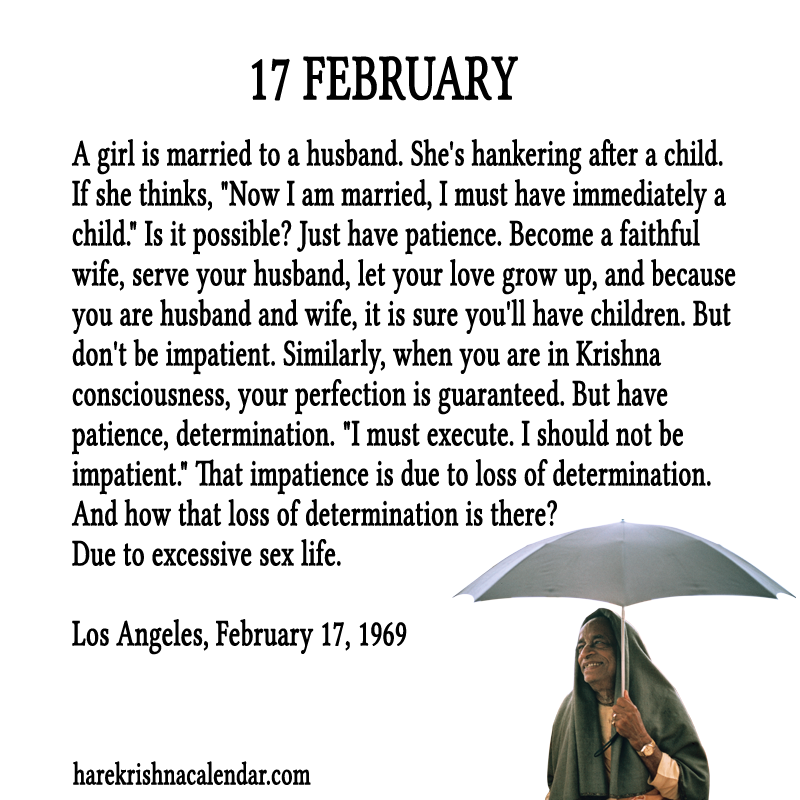 17 FEBRUARY
A girl is married to a husband. She's hankering after a child.
If she thinks, "Now I am married, I must have immediately a
child." Is it possible? Just have patience. Become a faithful
wife, serve your husband, let your love grow up, and because
you are husband and wife, it is sure you'll have children. But
don't be impatient. Similarly, when you are in Krishna
consciousness, your perfection is guaranteed. But have
patience, determination. "I must execute. I should not be
impatient." That impatience is due to loss of determination.
And how that loss of determination is there?
Due to excessive sex life.
Los Angeles, February 17, 1969
harekrishnacalendar.com